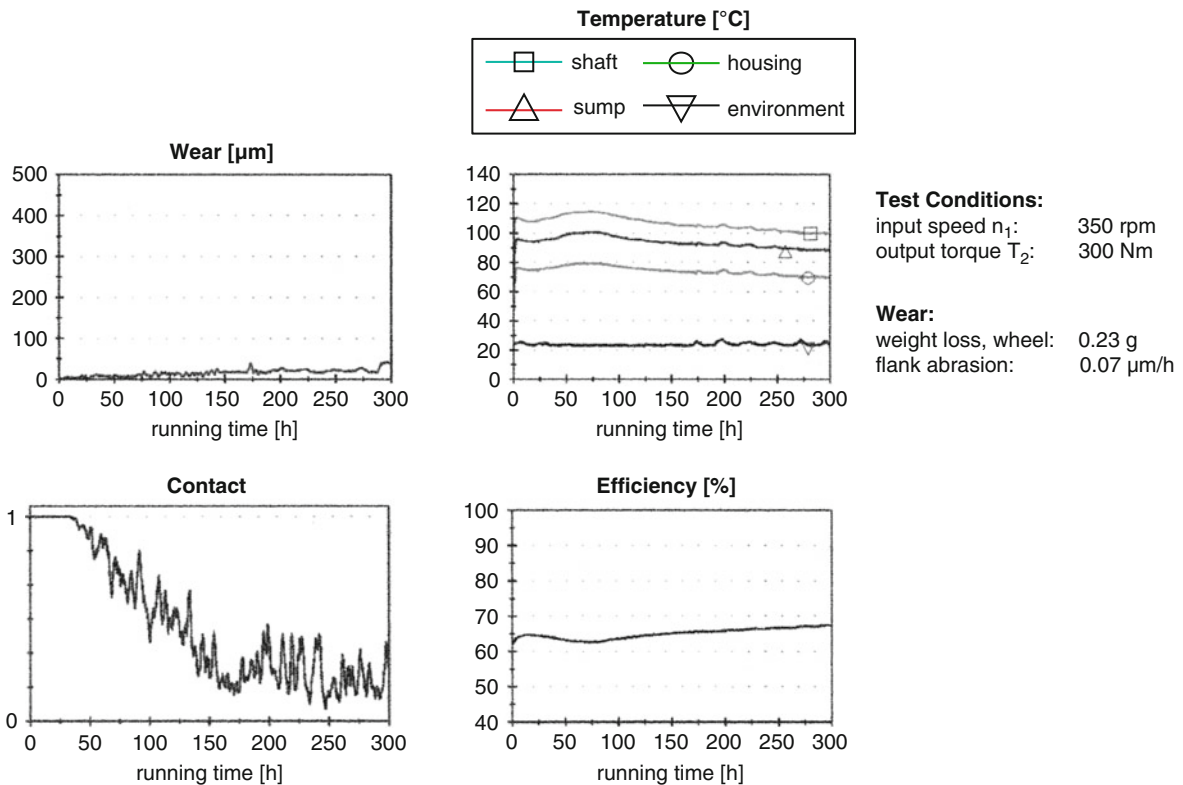 Temperature [°C]
shaft housing
sump environment
Wear [µm]
500
400
300
200
100
0
0 50 100 150 200 250 300
running time [h]
140
120
100
80
60
40
20
0
0 50 100 150 200 250 300
running time [h]
Test Conditions:
input speed n₁: 350 rpm
output torque T₂: 300 Nm
Wear:
weight loss, wheel: 0.23 g
flank abrasion: 0.07 µm/h
Contact
1
0
0 50 100 150 200 250 300
running time [h]
Efficiency [%]
100
90
80
70
60
50
40
0 50 100 150 200 250 300
running time [h]